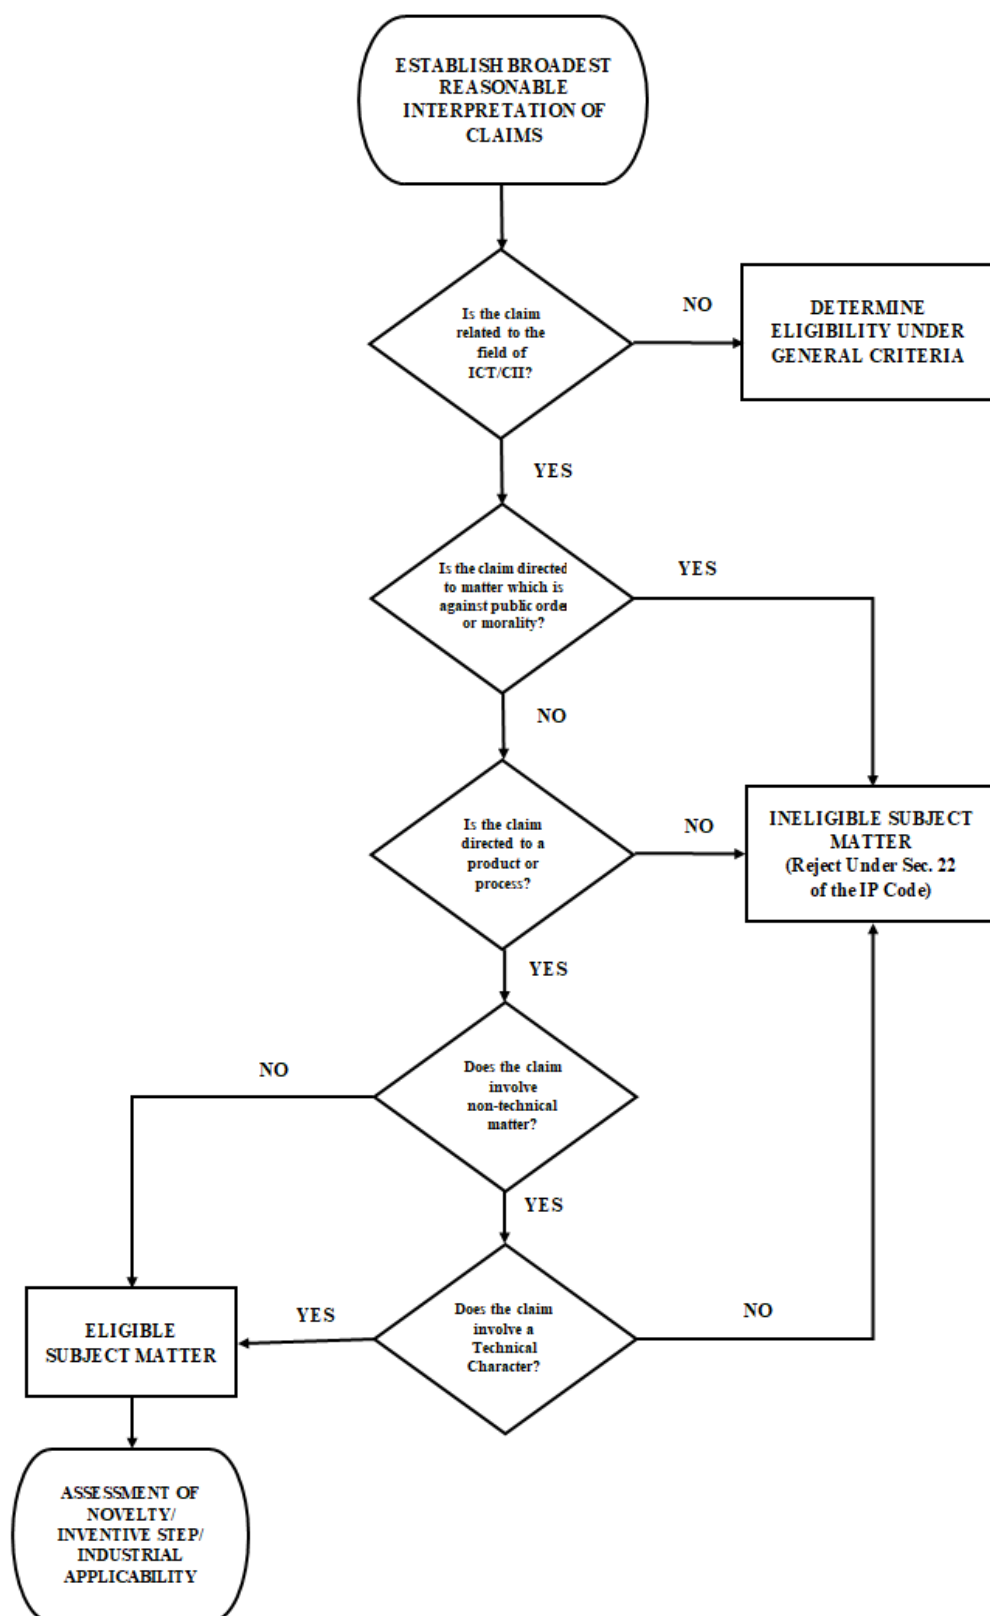 ESTABLISH BROADEST
REASONABLE
INTERPRETATION OF
CLAIMS
Is the claim
related to the
field of
ICT/CII?
NO
DETERMINE
ELIGIBILITY UNDER
GENERAL CRITERIA
YES
Is the claim directed
to matter which is
against public orde
or morality?
YES
NO
Is the claim
directed to a
product or
process?
NO
INELIGIBLE SUBJECT
MATTER
(Reject Under Sec. 22
of the IP Code)
YES
Does the claim
involve
non-technical
matter?
NO
YES
Does the claim
involve a
Technical
Character?
YES
NO
ELIGIBLE
SUBJECT MATTER
ASSESSMENT OF
NOVELTY/
INVENTIVE STEP/
INDUSTRIAL
APPLICABILITY